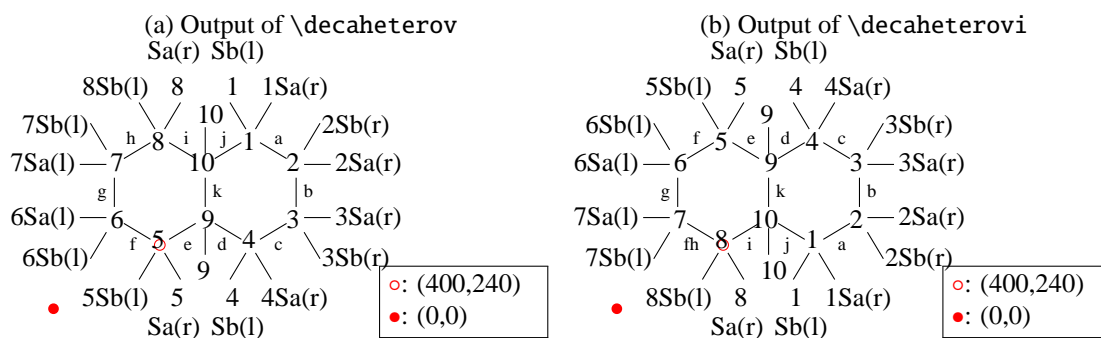 (a) Output of \decaheterov
Sa(r) Sb(l)
8Sb(l) 8 1 1Sa(r)
10
7Sb(l) 2Sb(r)
h 8 i j 1 a
7Sa(l) 7 10 2 2Sa(r)
g k b
6Sa(l) 6 9 3 3Sa(r)
f 5 e d 4 c
6Sb(l) 3Sb(r)
9
5Sb(l) 5 4 4Sa(r)
Sa(r) Sb(l)
: (400,240)
: (0,0)
(b) Output of \decaheterovi
Sa(r) Sb(l)
5Sb(l) 5 4 4Sa(r)
9
6Sb(l) 3Sb(r)
f 5 e d 4 c
6Sa(l) 6 9 3 3Sa(r)
g k b
7Sa(l) 7 10 2 2Sa(r)
fh 8 i j 1 a
7Sb(l) 2Sb(r)
10
8Sb(l) 8 1 1Sa(r)
Sa(r) Sb(l)
: (400,240)
: (0,0)